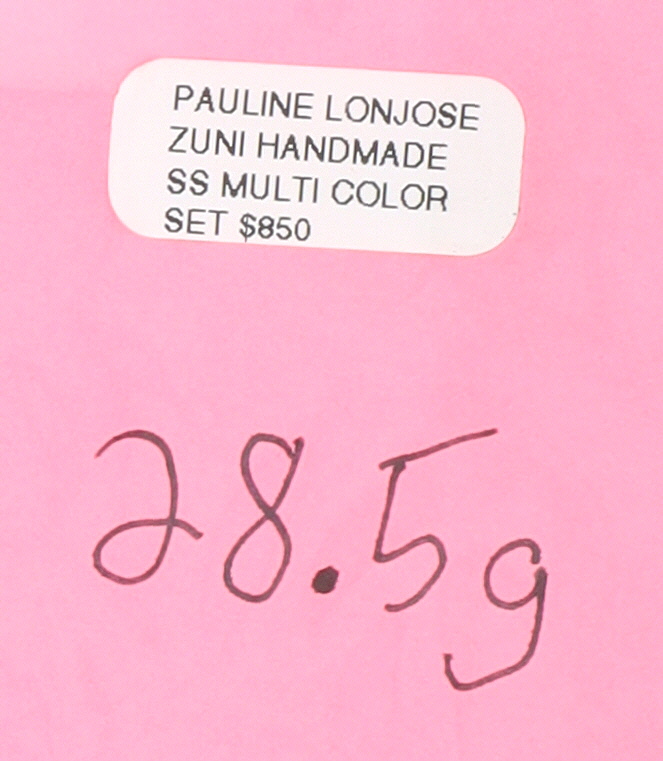 PAULINE LONJOSE
ZUNI HANDMADE
SS MULTI COLOR
SET $850
28.5g